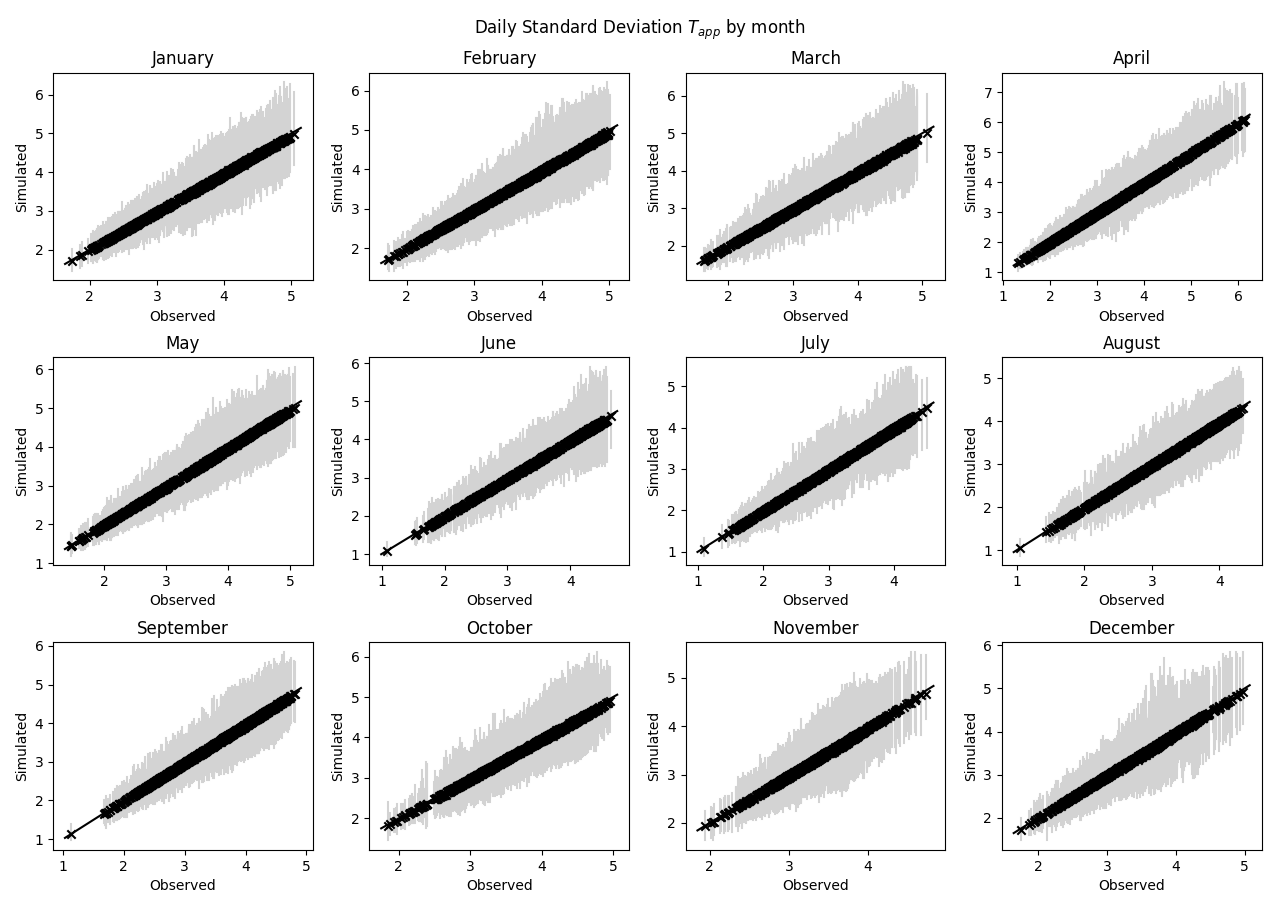 Daily Standard Deviation T_app by month
January
February
March
April
6
5
4
3
2
Simulated
2 3 4 5
Observed
6
5
4
3
2
Simulated
2 3 4 5
Observed
6
5
4
3
2
Simulated
2 3 4 5
Observed
7
6
5
4
3
2
1
Simulated
1 2 3 4 5 6
Observed
May
June
July
August
6
5
4
3
2
1
Simulated
2 3 4 5
Observed
6
5
4
3
2
1
Simulated
1 2 3 4
Observed
5
4
3
2
1
Simulated
1 2 3 4
Observed
5
4
3
2
1
Simulated
1 2 3 4
Observed
September
October
November
December
6
5
4
3
2
1
Simulated
1 2 3 4 5
Observed
6
5
4
3
2
Simulated
2 3 4 5
Observed
5
4
3
2
Simulated
2 3 4
Observed
6
5
4
3
2
Simulated
2 3 4 5
Observed